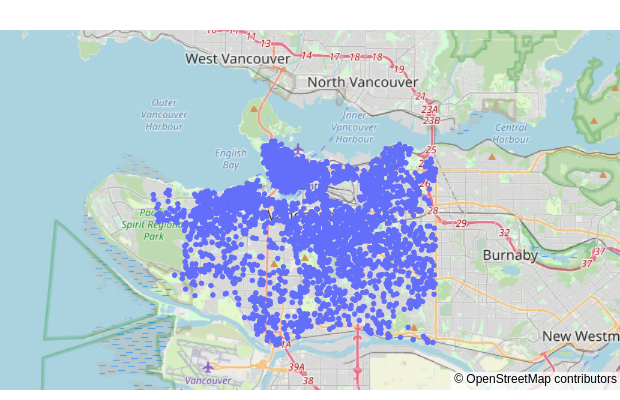 10
11
13
14
17
18
18
19
West Vancouver
North Vancouver
21
23A
23B
Outer
Vancouver
Harbour
Inner
Vancouver
Harbour
Central
Harbour
English
Bay
25
26
28
29
32
37
37
Spirit Regional
Park
Burnaby
New Westm
1A
39A
38
Vancouver
© OpenStreetMap contributors